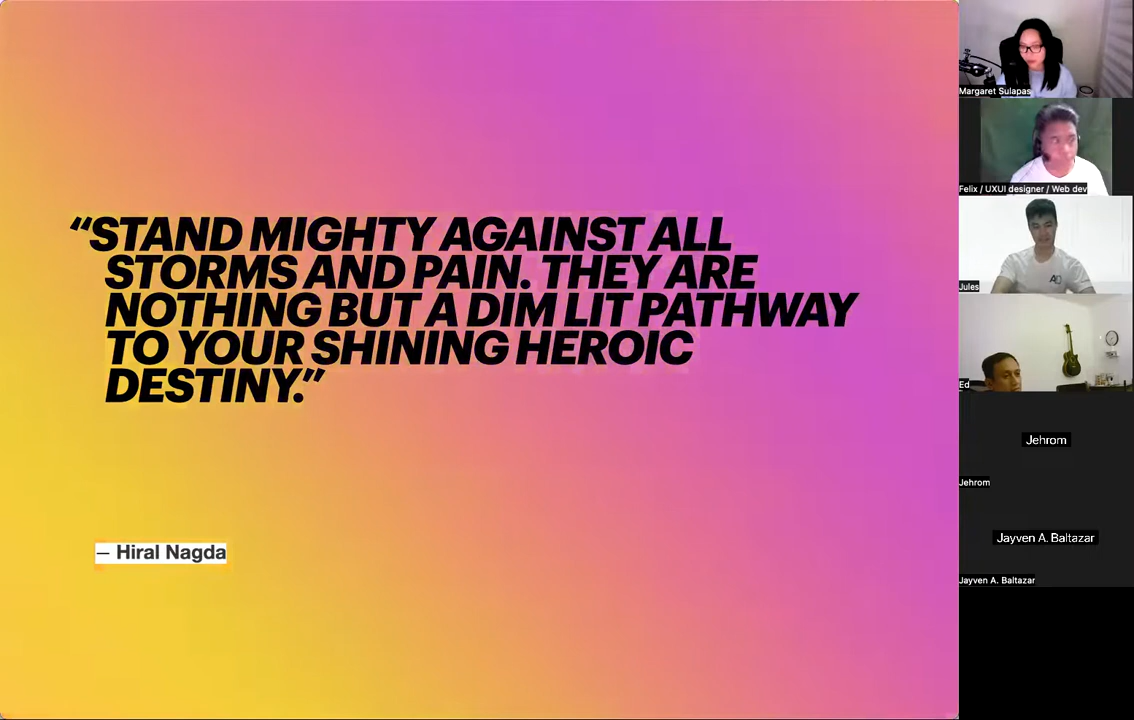 “STAND MIGHTY AGAINST ALL
STORMS AND PAIN. THEY ARE
NOTHING BUT A DIM LIT PATHWAY
TO YOUR SHINING HEROIC
DESTINY.”
– Hiral Nagda
Margaret Sulapas
Felix / UXUI designer / Web dev
Jules
Ed
Jehrom
Jehrom
Jayven A. Baltazar
Jayven A. Baltazar